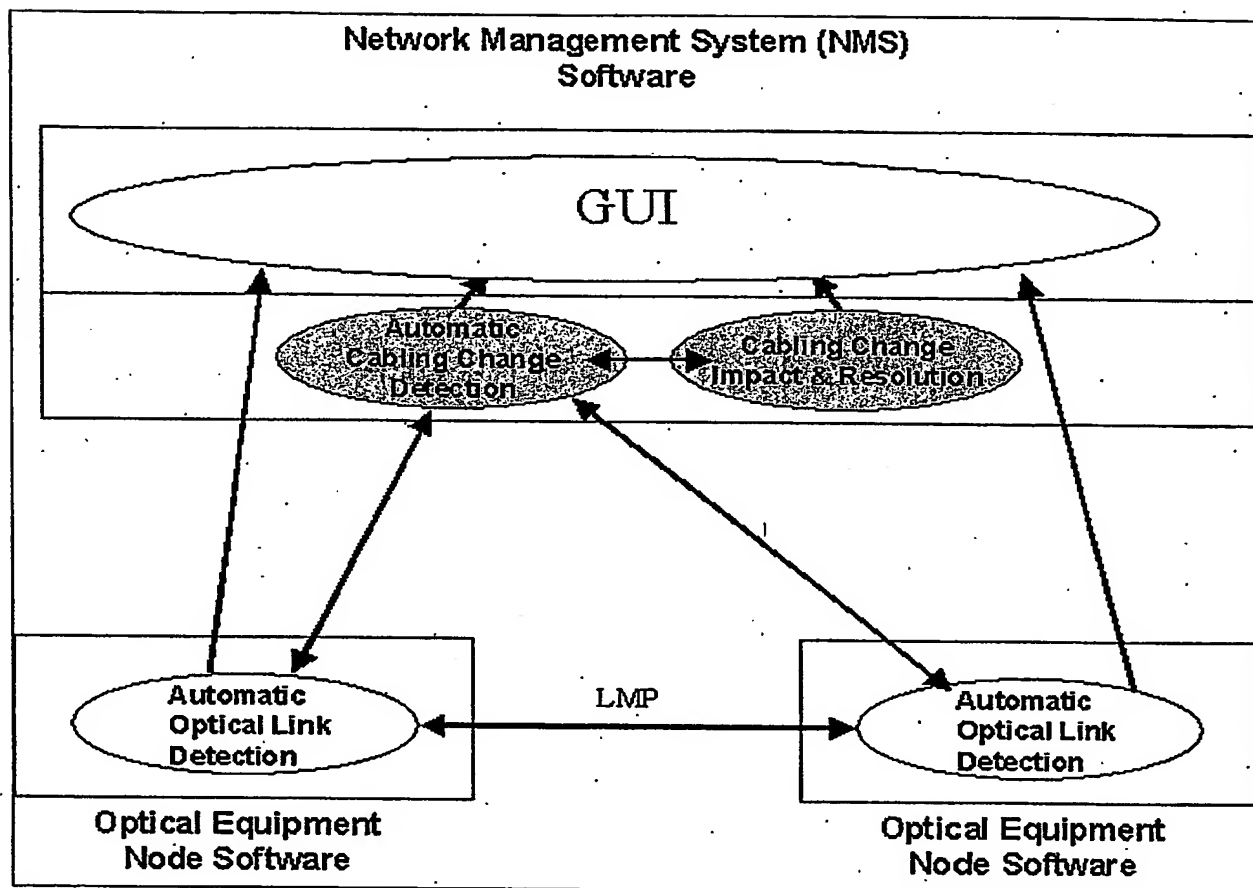 Network Management System (NMS)
Software
GUI
Automatic
Cabling Change
Detection
Cabling Change
Impact & Resolution
Automatic
Optical Link
Detection
LMP
Automatic
Optical Link
Detection
Optical Equipment
Node Software
Optical Equipment
Node Software